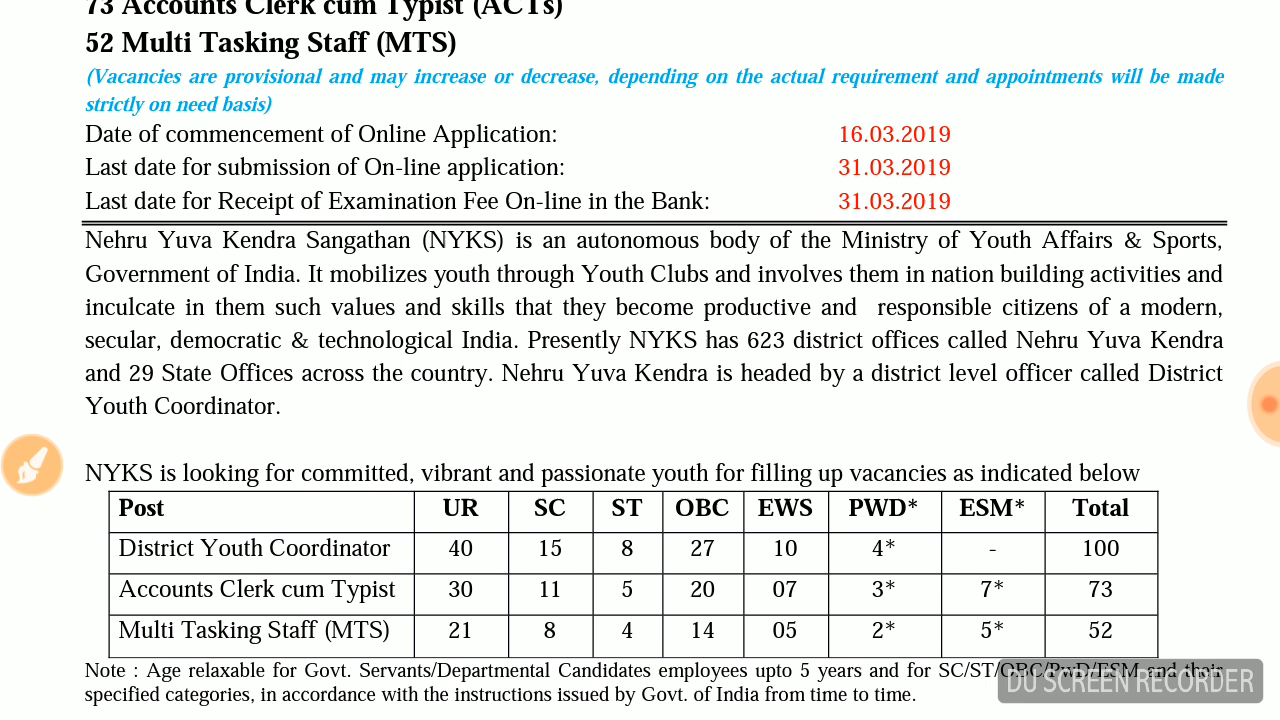 73 Accounts Clerk cum Typist (ACTs)
52 Multi Tasking Staff (MTS)
(Vacancies are provisional and may increase or decrease, depending on the actual requirement and appointments will be made
strictly on need basis)
Date of commencement of Online Application: 16.03.2019
Last date for submission of On-line application: 31.03.2019
Last date for Receipt of Examination Fee On-line in the Bank: 31.03.2019
Nehru Yuva Kendra Sangathan (NYKS) is an autonomous body of the Ministry of Youth Affairs & Sports,
Government of India. It mobilizes youth through Youth Clubs and involves them in nation building activities and
inculcate in them such values and skills that they become productive and responsible citizens of a modern,
secular, democratic & technological India. Presently NYKS has 623 district offices called Nehru Yuva Kendra
and 29 State Offices across the country. Nehru Yuva Kendra is headed by a district level officer called District
Youth Coordinator.
NYKS is looking for committed, vibrant and passionate youth for filling up vacancies as indicated below
Post UR SC ST OBC EWS PWD* ESM* Total
District Youth Coordinator 40 15 8 27 10 4* - 100
Accounts Clerk cum Typist 30 11 5 20 07 3* 7* 73
Multi Tasking Staff (MTS) 21 8 4 14 05 2* 5* 52
Note : Age relaxable for Govt. Servants/Departmental Candidates employees upto 5 years and for SC/ST/OBC/PwD/ESM and their
specified categories, in accordance with the instructions issued by Govt. of India from time to time.
DU SCREEN RECORDER